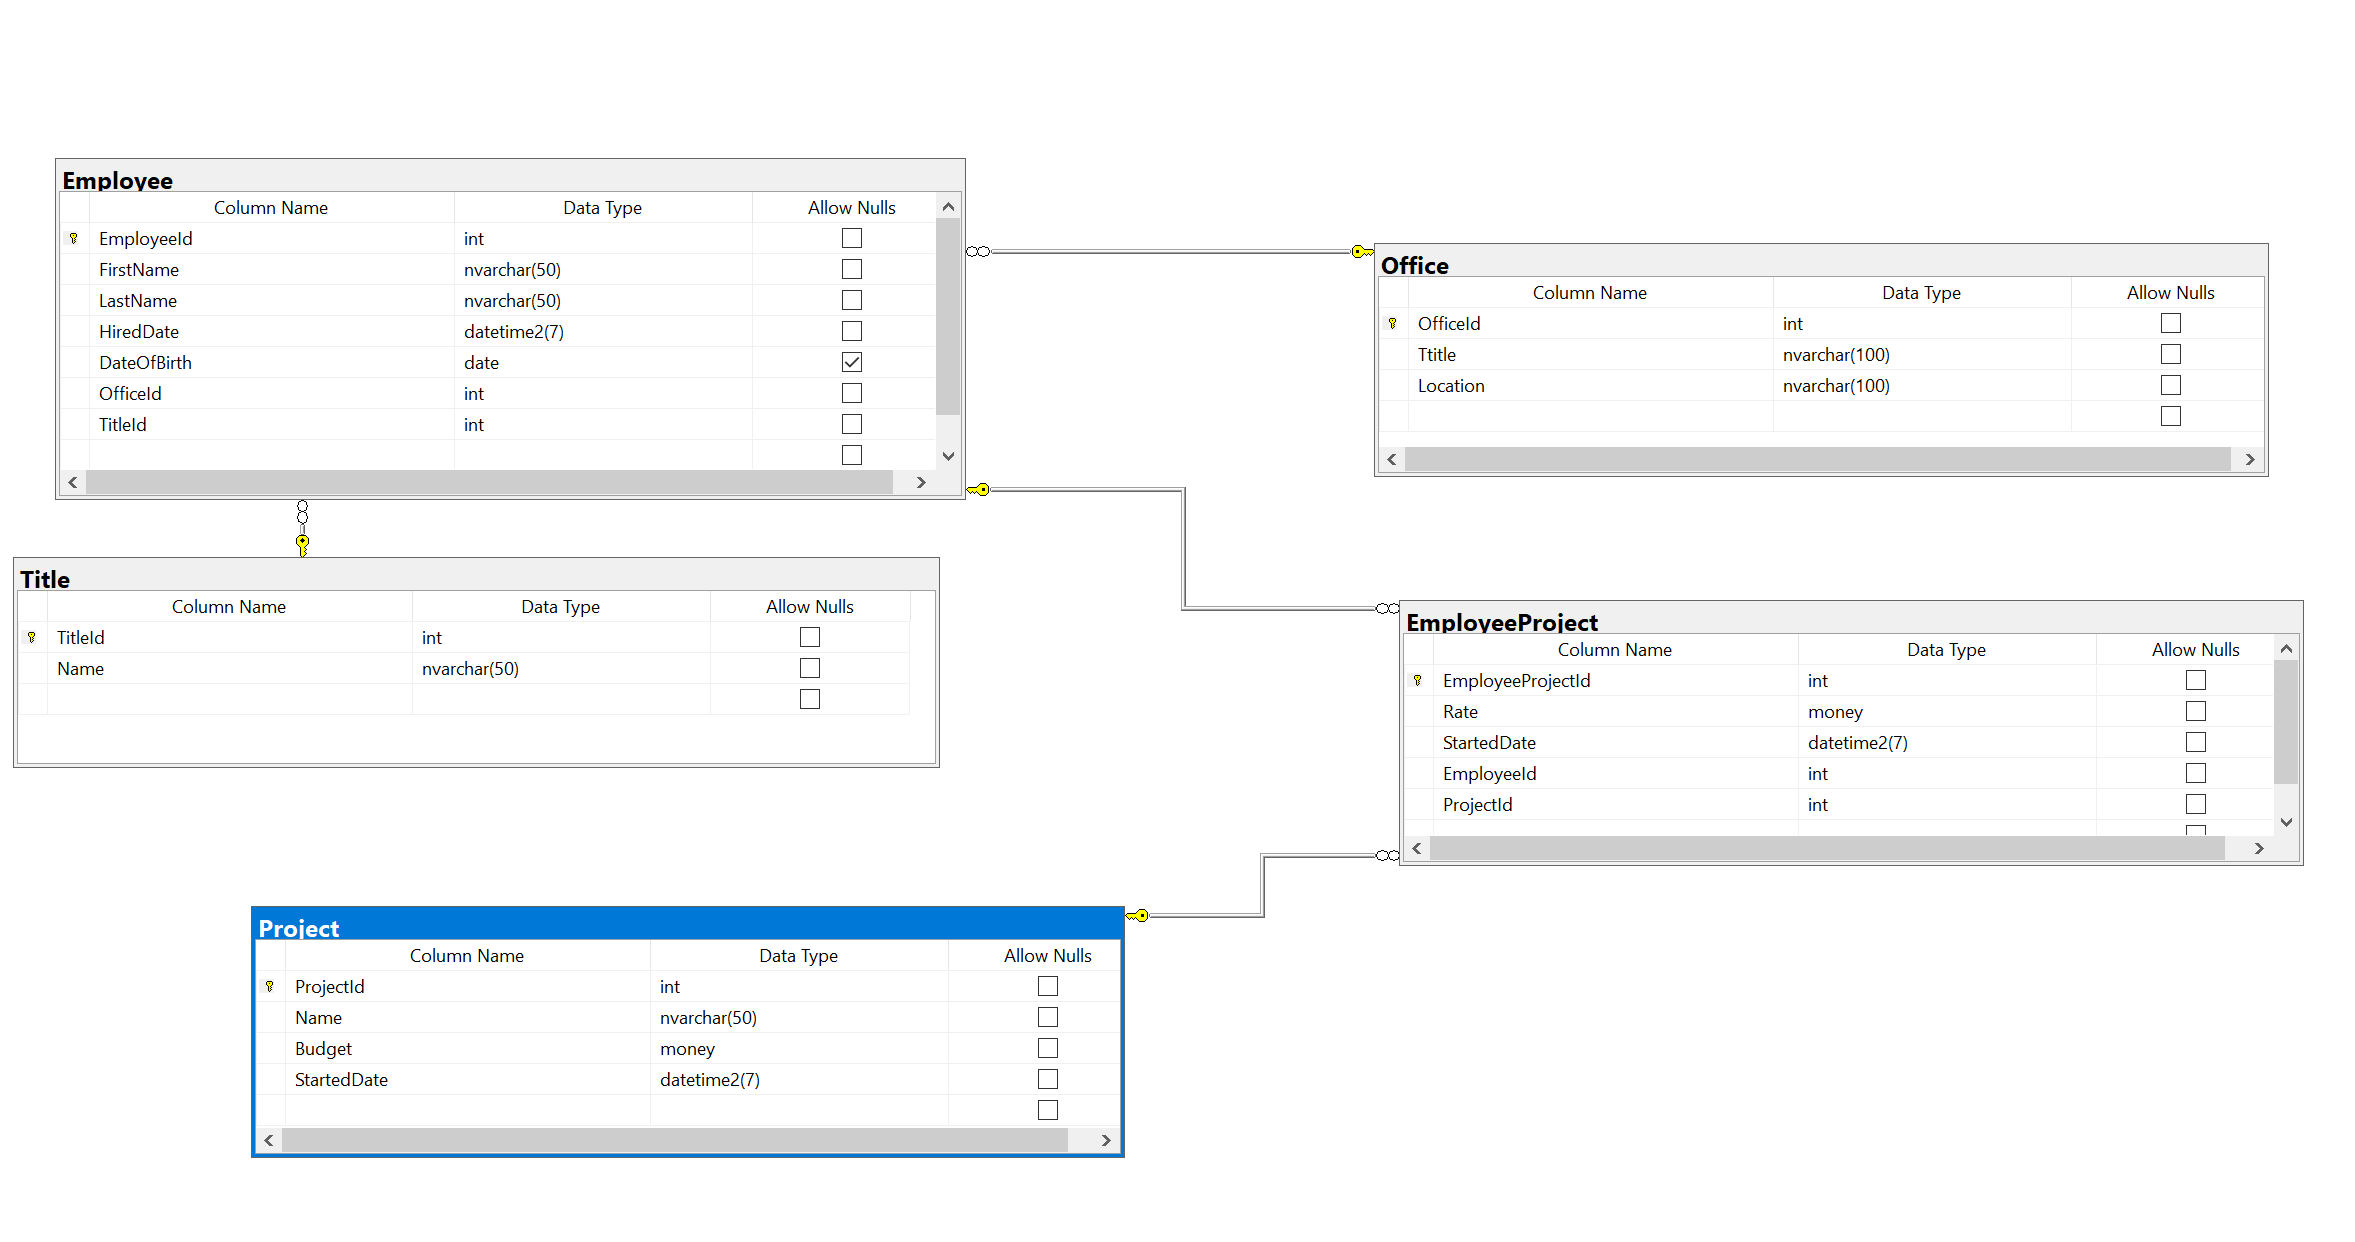 Employee
Column Name Data Type Allow Nulls
EmployeeId int
FirstName nvarchar(50)
LastName nvarchar(50)
HiredDate datetime2(7)
DateOfBirth date
OfficeId int
TitleId int
Office
Column Name Data Type Allow Nulls
OfficeId int
Ttitle nvarchar(100)
Location nvarchar(100)
Title
Column Name Data Type Allow Nulls
TitleId int
Name nvarchar(50)
EmployeeProject
Column Name Data Type Allow Nulls
EmployeeProjectId int
Rate money
StartedDate datetime2(7)
EmployeeId int
ProjectId int
Project
Column Name Data Type Allow Nulls
ProjectId int
Name nvarchar(50)
Budget money
StartedDate datetime2(7)